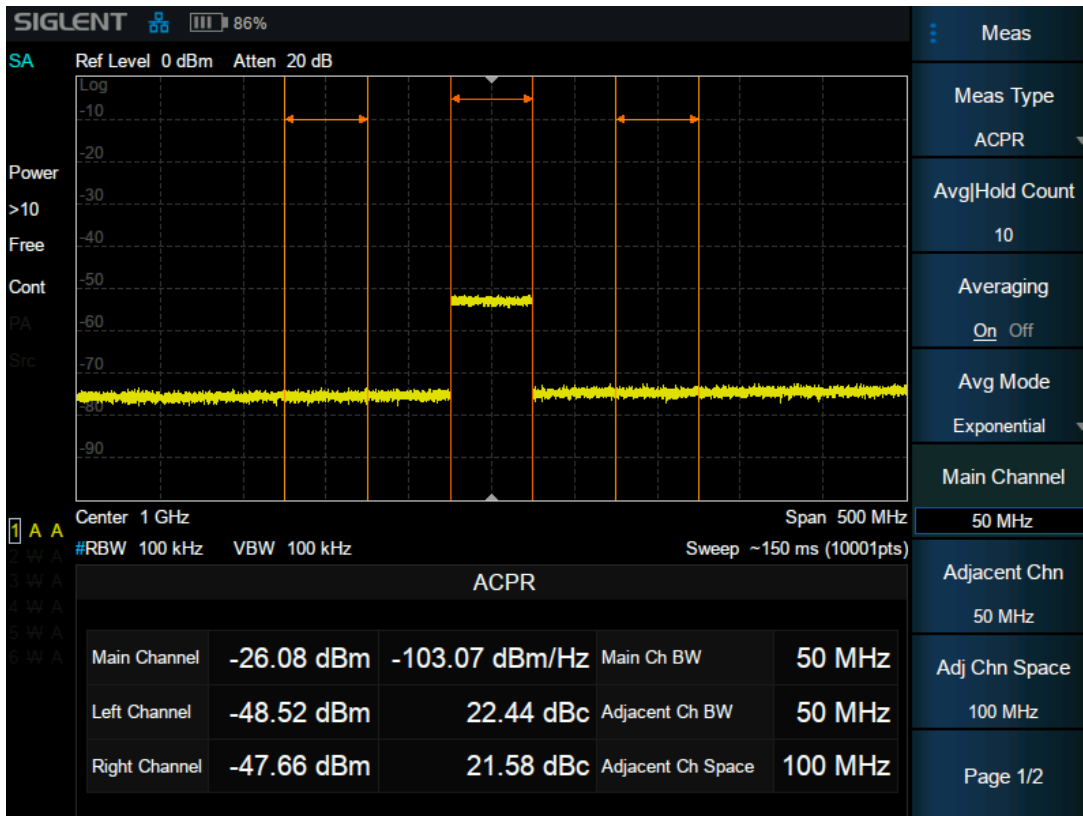 SIGLENT 86%
Meas
SA Ref Level 0 dBm Atten 20 dB
Log
-10
-20
-30
-40
-50
-60
-70
-80
-90
Power
>10
Free
Cont
PA
Src
Center 1 GHz Span 500 MHz
#RBW 100 kHz VBW 100 kHz Sweep ~150 ms (10001pts)
1 A A
2 W A
3 W A
4 W A
5 W A
6 W A
ACPR
Main Channel -26.08 dBm -103.07 dBm/Hz Main Ch BW 50 MHz
Left Channel -48.52 dBm 22.44 dBc Adjacent Ch BW 50 MHz
Right Channel -47.66 dBm 21.58 dBc Adjacent Ch Space 100 MHz
Meas Type
ACPR
Avg|Hold Count
10
Averaging
On Off
Avg Mode
Exponential
Main Channel
50 MHz
Adjacent Chn
50 MHz
Adj Chn Space
100 MHz
Page 1/2